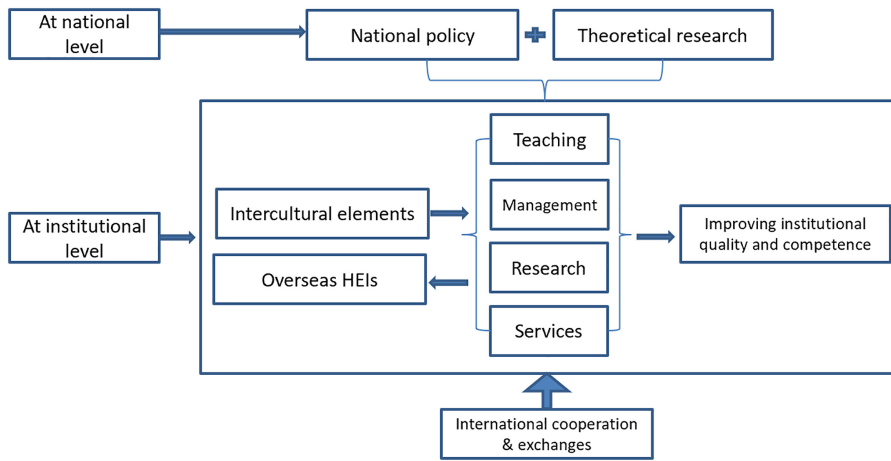 At national
level
National policy
Theoretical research
At institutional
level
Intercultural elements
Overseas HEIs
Teaching
Management
Research
Services
Improving institutional
quality and competence
International cooperation
& exchanges